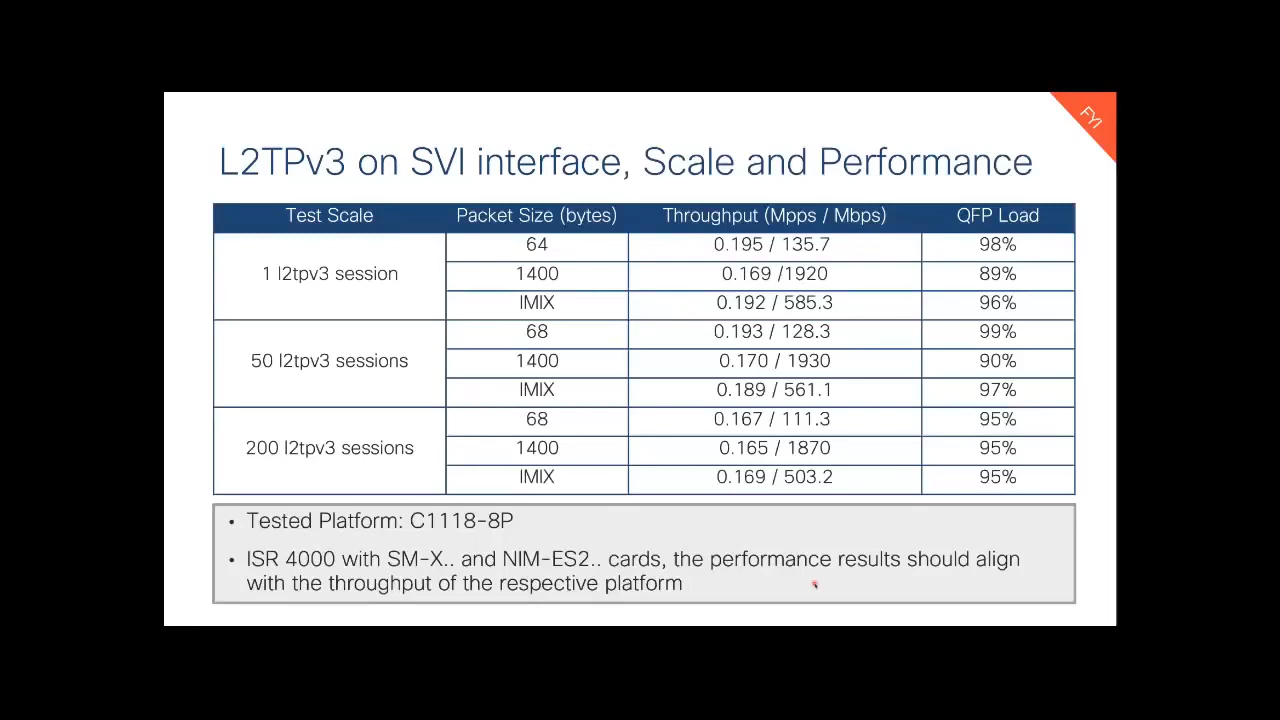 FYI
L2TPv3 on SVI interface, Scale and Performance
Test Scale Packet Size (bytes) Throughput (Mpps / Mbps) QFP Load
1 l2tpv3 session 64 0.195 / 135.7 98%
1400 0.169 /1920 89%
IMIX 0.192 / 585.3 96%
50 l2tpv3 sessions 68 0.193 / 128.3 99%
1400 0.170 / 1930 90%
IMIX 0.189 / 561.1 97%
200 l2tpv3 sessions 68 0.167 / 111.3 95%
1400 0.165 / 1870 95%
IMIX 0.169 / 503.2 95%
• Tested Platform: C1118-8P
• ISR 4000 with SM-X.. and NIM-ES2.. cards, the performance results should align
with the throughput of the respective platform